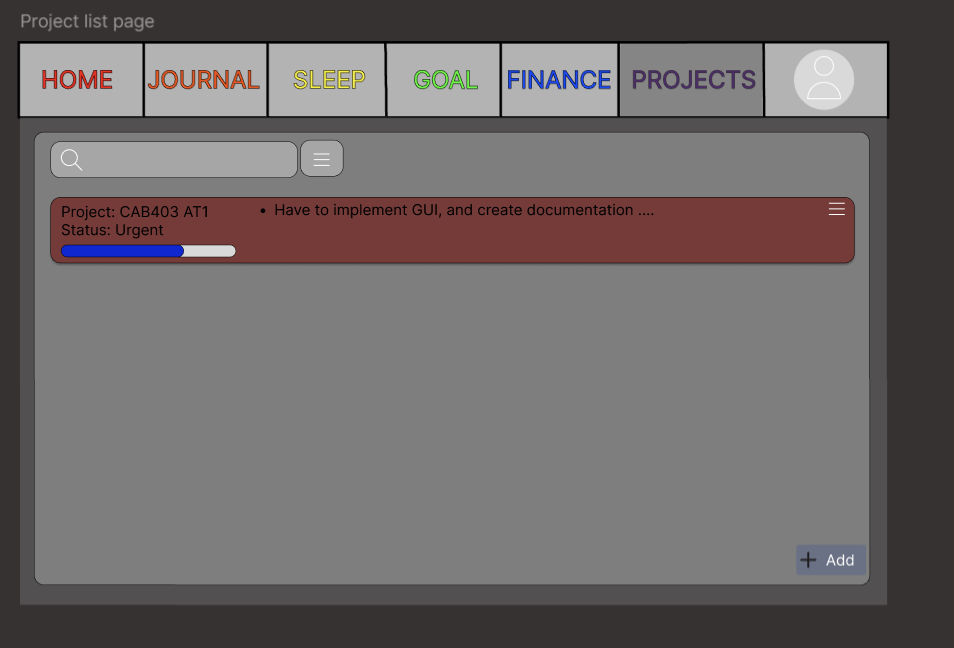 Project list page
HOME JOURNAL SLEEP GOAL FINANCE PROJECTS
Project: CAB403 AT1
Status: Urgent
• Have to implement GUI, and create documentation ....
+ Add